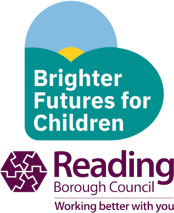 Brighter
Futures for
Children
Reading
Borough Council
Working better with you